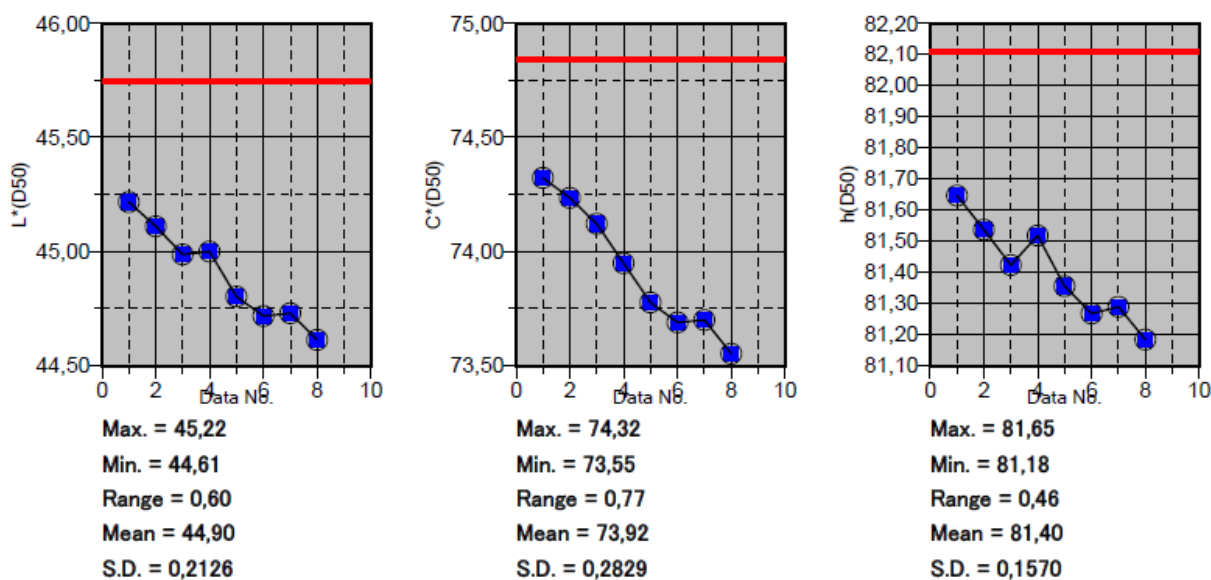 46,00
45,50
45,00
44,50
L*(D50)
0 2 4 6 8 10
Data No.
Max. = 45,22
Min. = 44,61
Range = 0,60
Mean = 44,90
S.D. = 0,2126
75,00
74,50
74,00
73,50
C*(D50)
0 2 4 6 8 10
Data No.
Max. = 74,32
Min. = 73,55
Range = 0,77
Mean = 73,92
S.D. = 0,2829
82,20
82,10
82,00
81,90
81,80
81,70
81,60
81,50
81,40
81,30
81,20
81,10
h(D50)
0 2 4 6 8 10
Data No.
Max. = 81,65
Min. = 81,18
Range = 0,46
Mean = 81,40
S.D. = 0,1570